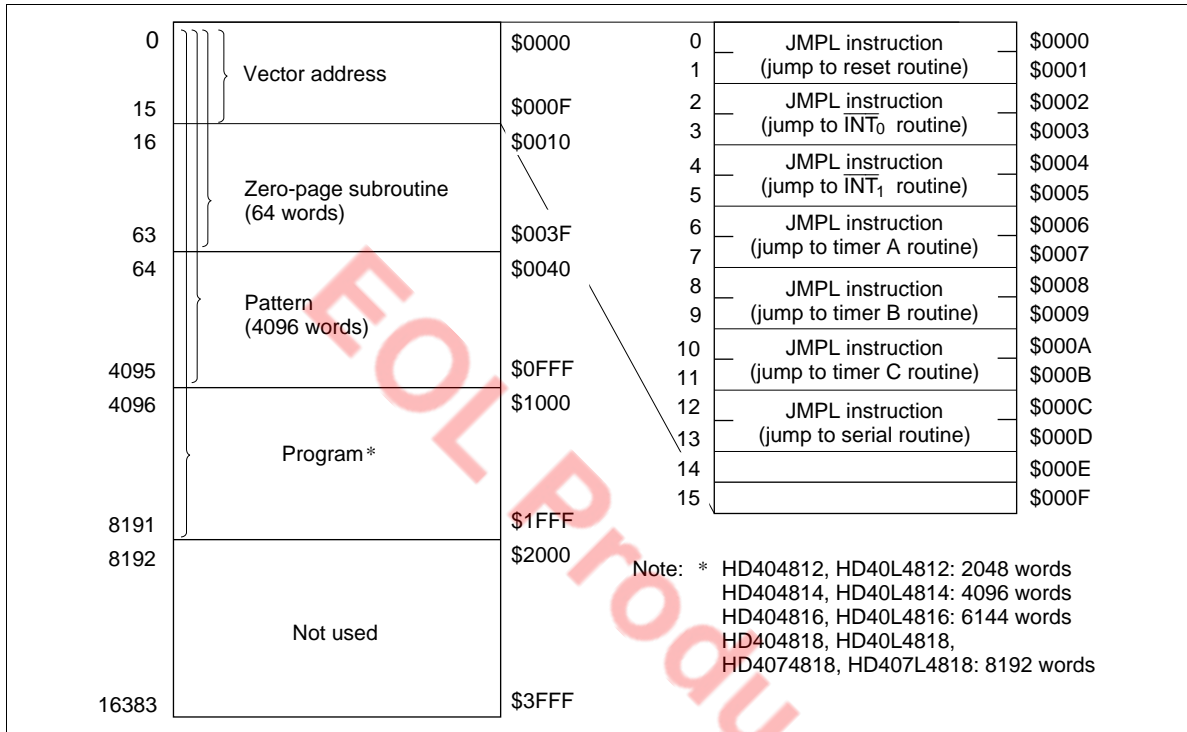 0
$0000
Vector address
15
$000F
16
$0010
Zero-page subroutine
(64 words)
63
$003F
64
$0040
Pattern
(4096 words)
4095
$0FFF
4096
$1000
Program*
8191
$1FFF
8192
$2000
Not used
16383
$3FFF
0 JMPL instruction $0000
1 (jump to reset routine) $0001
2 JMPL instruction $0002
3 (jump to INT0 routine) $0003
4 JMPL instruction $0004
5 (jump to INT1 routine) $0005
6 JMPL instruction $0006
7 (jump to timer A routine) $0007
8 JMPL instruction $0008
9 (jump to timer B routine) $0009
10 JMPL instruction $000A
11 (jump to timer C routine) $000B
12 JMPL instruction $000C
13 (jump to serial routine) $000D
14 $000E
15 $000F
Note: * HD404812, HD40L4812: 2048 words
HD404814, HD40L4814: 4096 words
HD404816, HD40L4816: 6144 words
HD404818, HD40L4818,
HD4074818, HD407L4818: 8192 words
EOL Produ